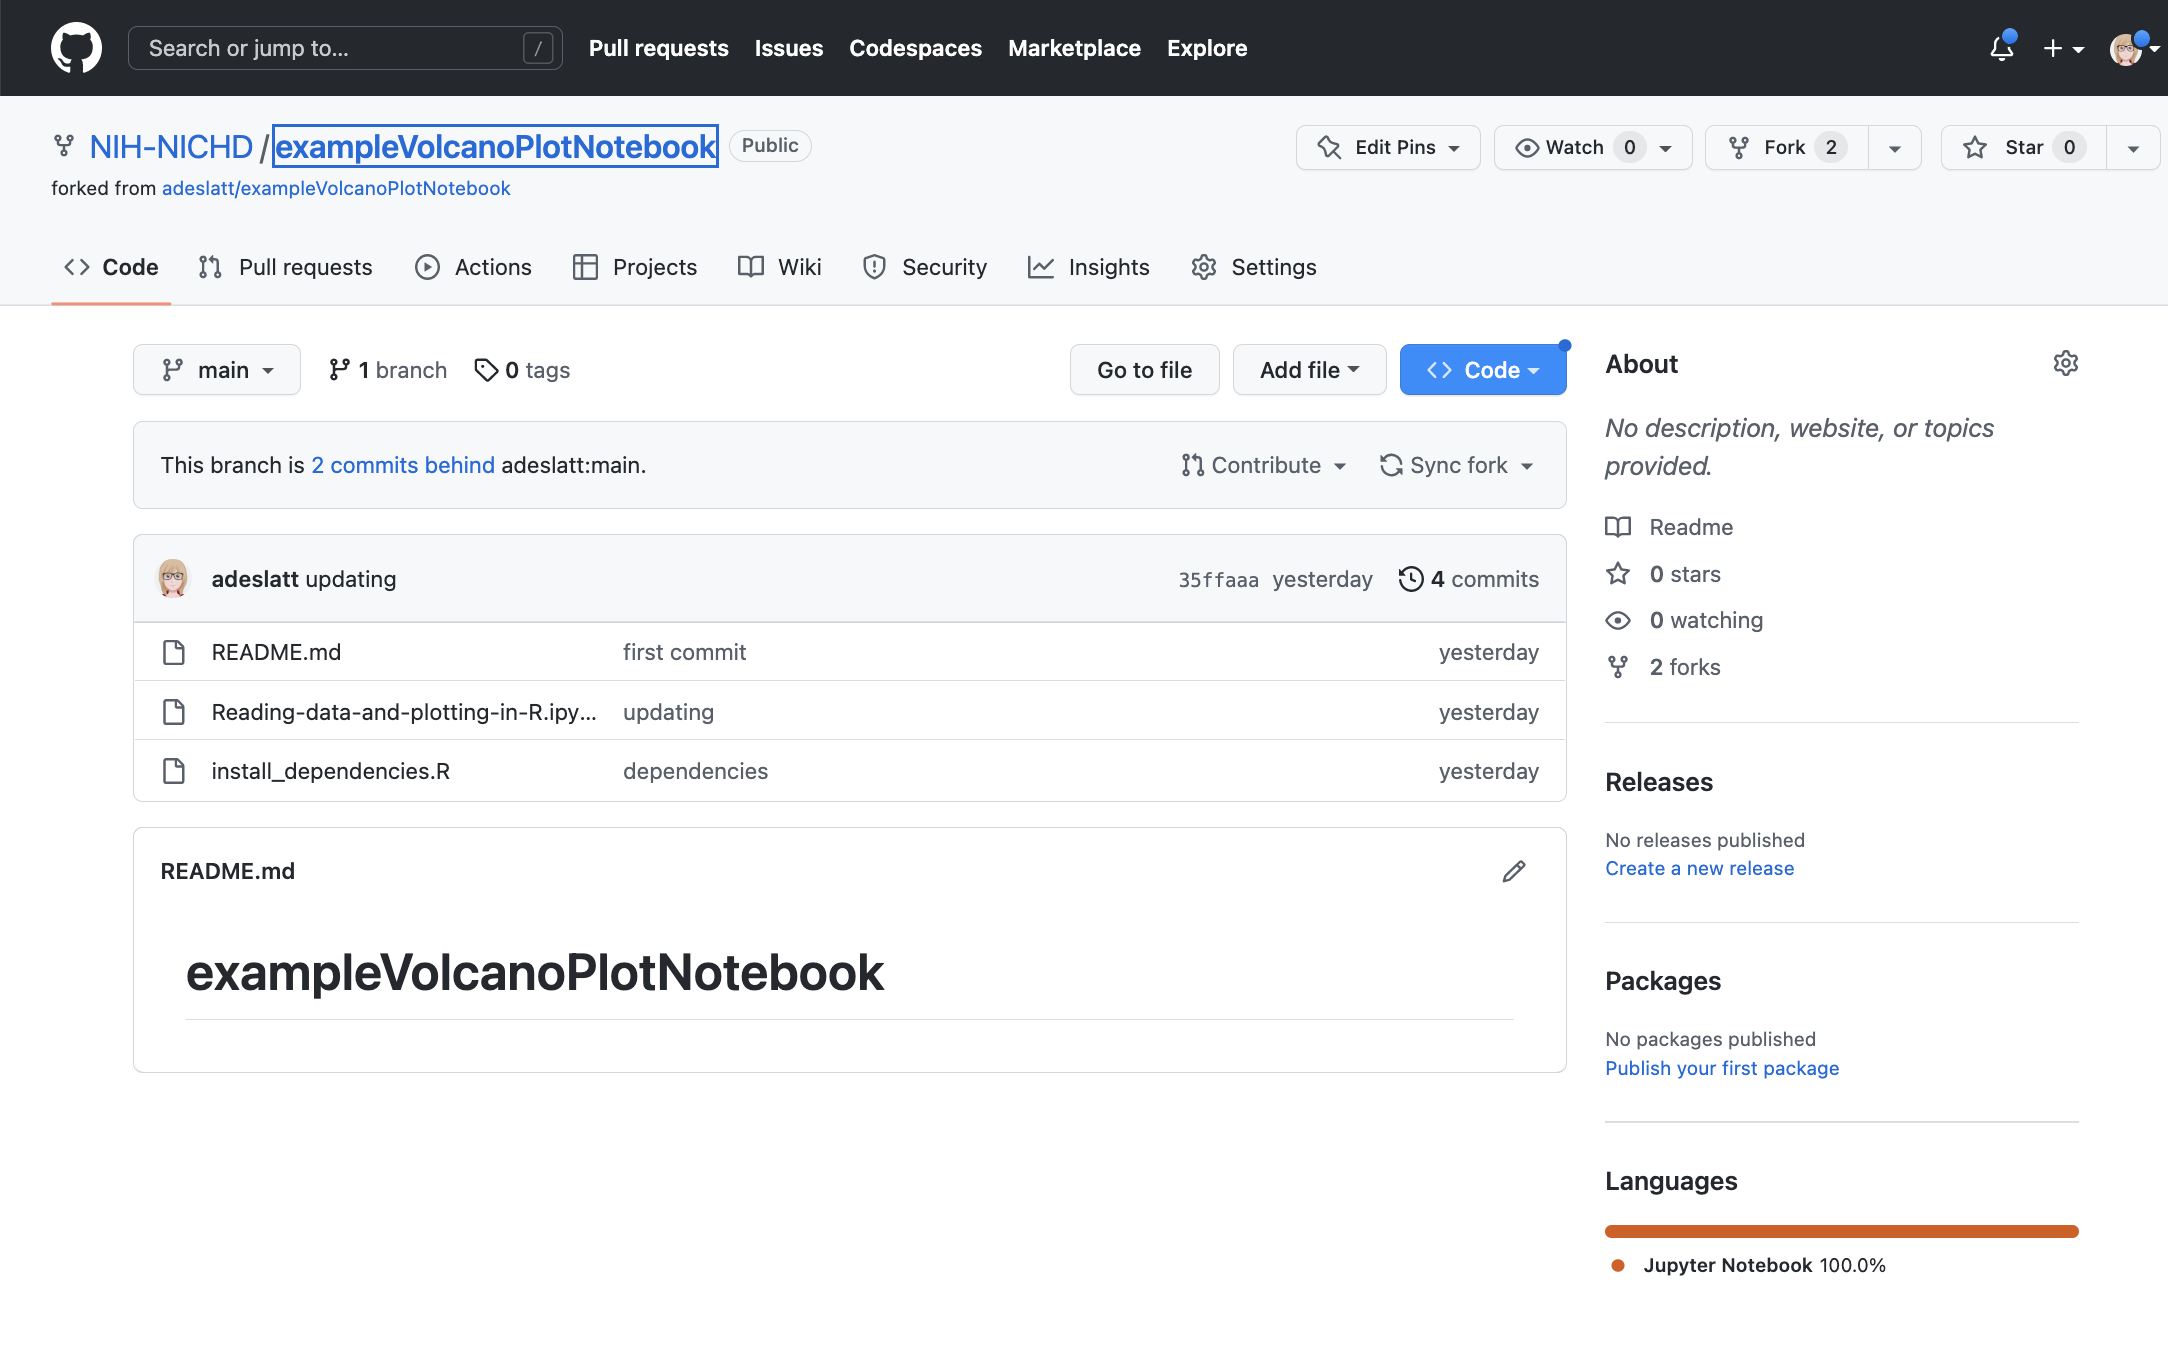 Search or jump to... / Pull requests Issues Codespaces Marketplace Explore
NIH-NICHD / exampleVolcanoPlotNotebook Public Edit Pins Watch 0 Fork 2 Star 0
forked from adeslatt/exampleVolcanoPlotNotebook
Code Pull requests Actions Projects Wiki Security Insights Settings
main 1 branch 0 tags Go to file Add file Code
This branch is 2 commits behind adeslatt:main. Contribute Sync fork
adeslatt updating 35ffaaa yesterday 4 commits
README.md first commit yesterday
Reading-data-and-plotting-in-R.ipy... updating yesterday
install_dependencies.R dependencies yesterday
README.md
exampleVolcanoPlotNotebook
About
No description, website, or topics
provided.
Readme
0 stars
0 watching
2 forks
Releases
No releases published
Create a new release
Packages
No packages published
Publish your first package
Languages
Jupyter Notebook 100.0%